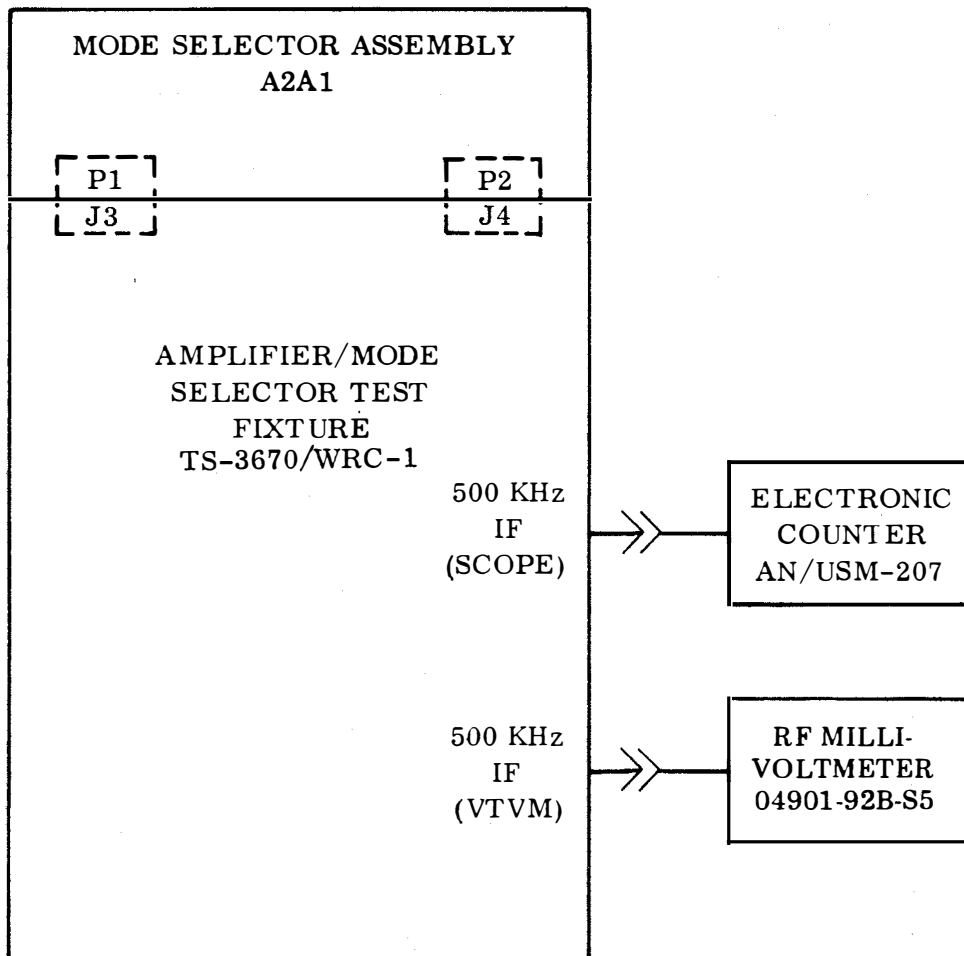 MODE SELECTOR ASSEMBLY
A2A1
P1
P2
J3
J4
AMPLIFIER/MODE
SELECTOR TEST
FIXTURE
TS-3670/WRC-1
500 KHz
IF
(SCOPE)
ELECTRONIC
COUNTER
AN/USM-207
500 KHz
IF
(VTVM)
RF MILLI-
VOLTMETER
04901-92B-S5